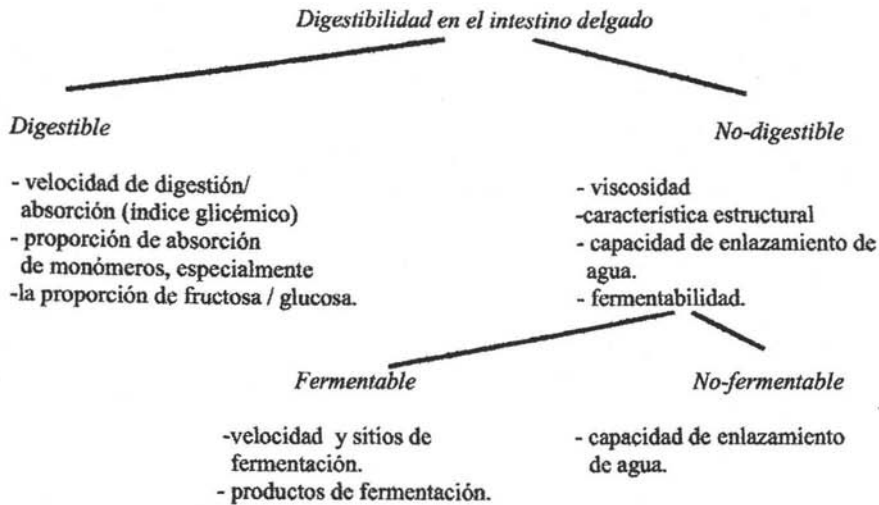 Digestibilidad en el intestino delgado
Digestible
- velocidad de digestión/
absorción (índice glicémico)
- proporción de absorción
de monómeros, especialmente
-la proporción de fructosa / glucosa.
No-digestible
- viscosidad
-característica estructural
- capacidad de enlazamiento de
agua.
- fermentabilidad.
Fermentable
-velocidad y sitios de
fermentación.
- productos de fermentación.
No-fermentable
- capacidad de enlazamiento
de agua.